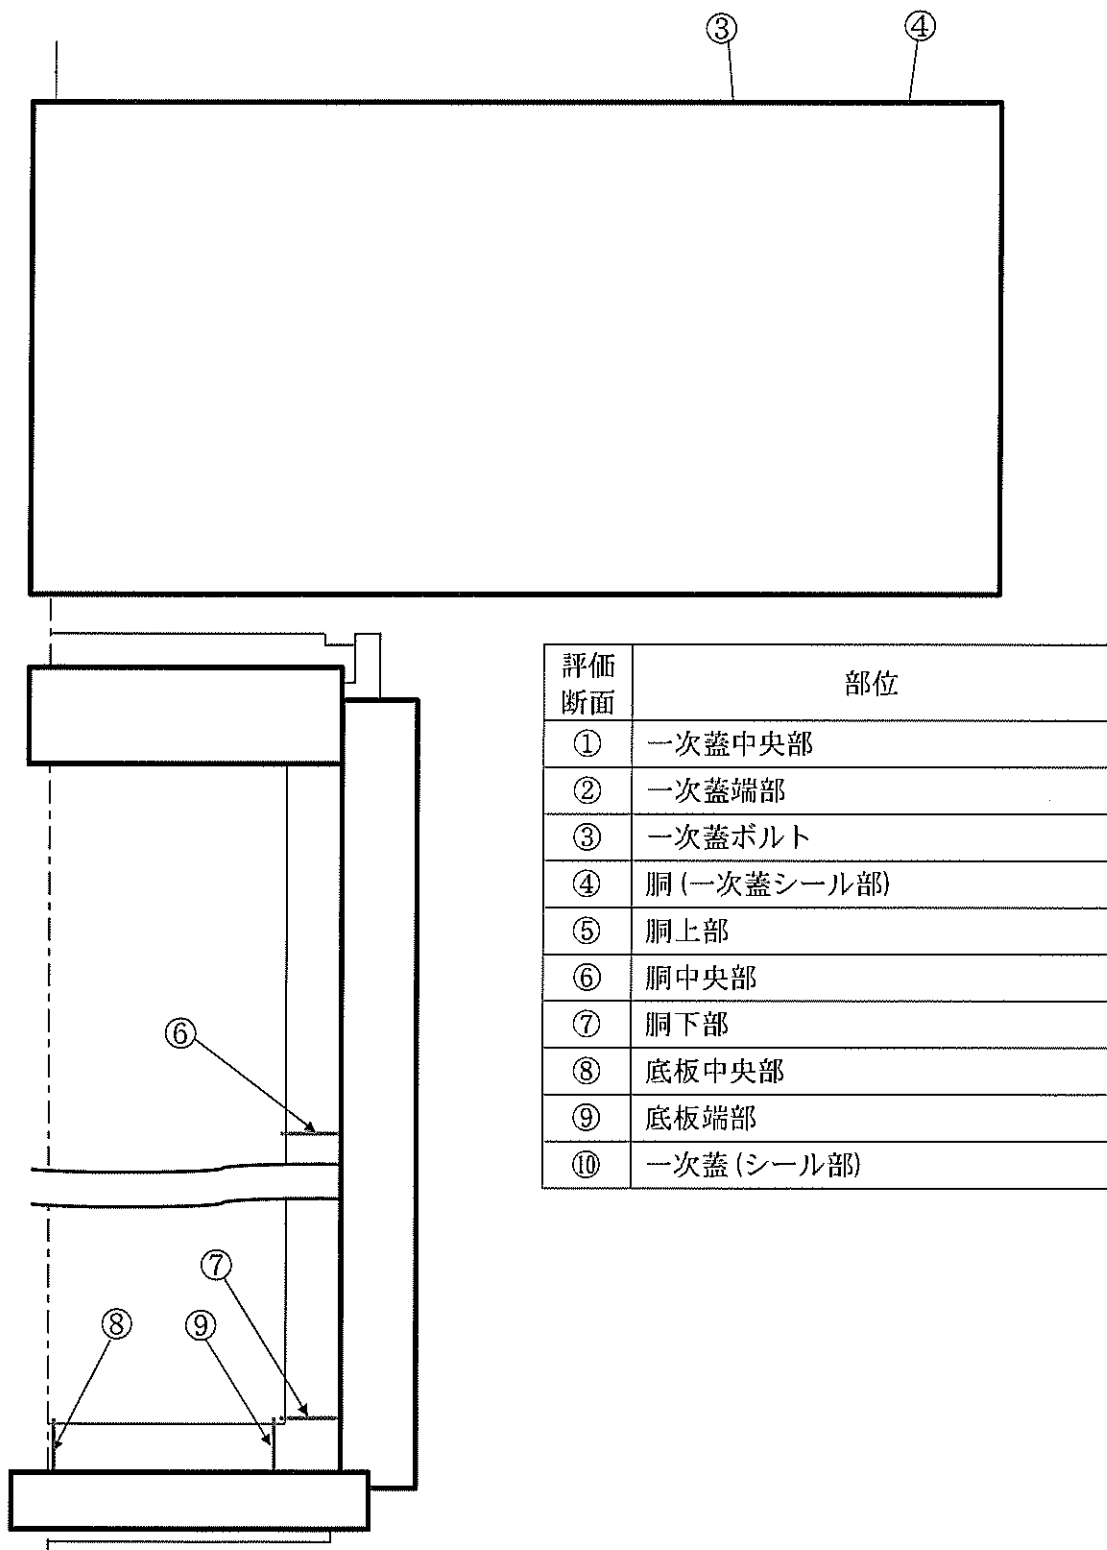 ③ ④
評価
断面 部位
① 一次蓋中央部
② 一次蓋端部
③ 一次蓋ボルト
④ 胴(一次蓋シール部)
⑤ 胴上部
⑥ 胴中央部
⑦ 胴下部
⑧ 底板中央部
⑨ 底板端部
⑩ 一次蓋(シール部)
⑥
⑦
⑧ ⑨